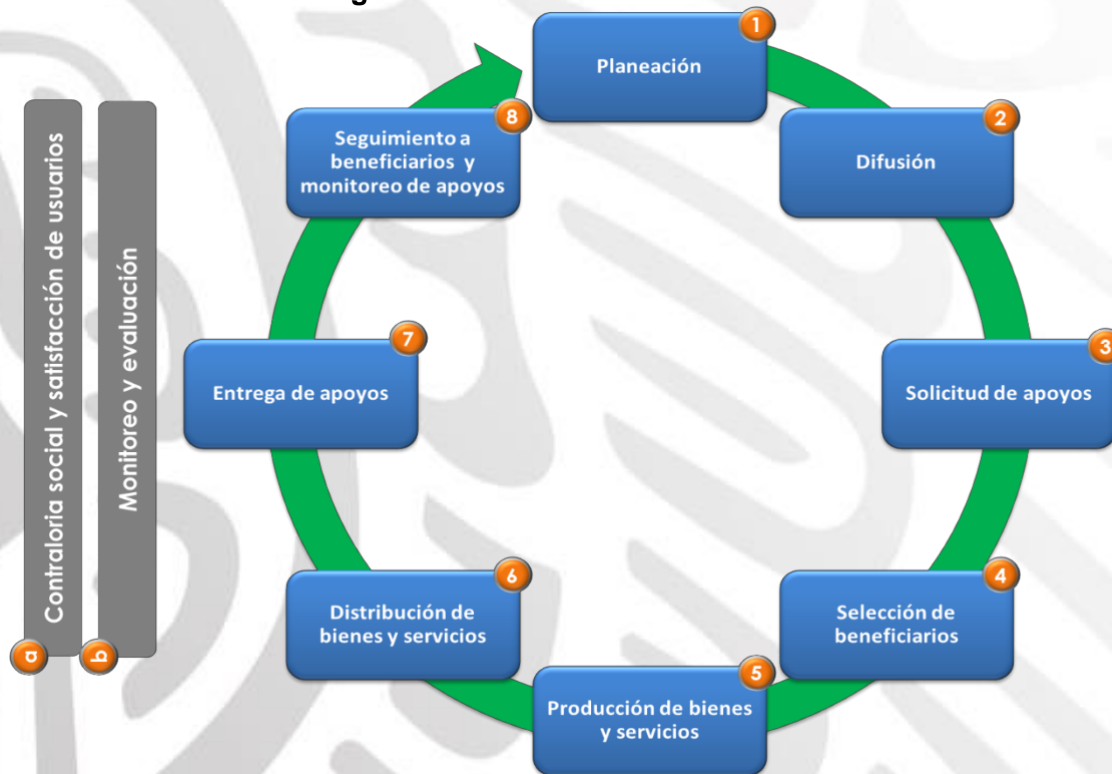 1
Planeación
2
Difusión
3
Solicitud de apoyos
4
Selección de
beneficiarios
5
Producción de bienes
y servicios
6
Distribución de
bienes y servicios
7
Entrega de apoyos
8
Seguimiento a
beneficiarios y
monitoreo de apoyos
a
Contraloria social y satisfacción de usuarios
b
Monitoreo y evaluación